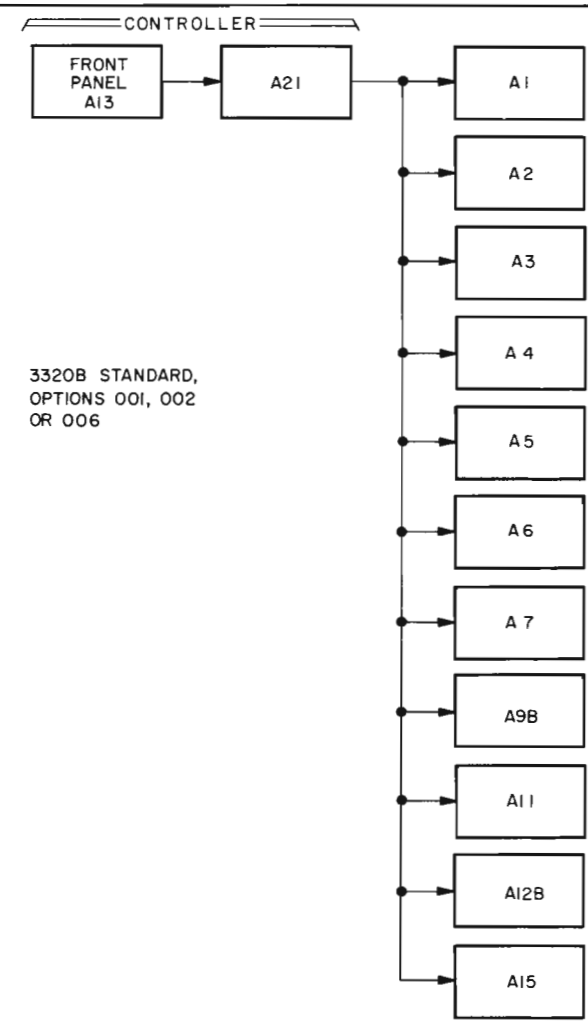 CONTROLLER
FRONT
PANEL
A13
A21
A1
A2
A3
A4
A5
A6
A7
A9B
A11
A12B
A15
3320B STANDARD,
OPTIONS 001, 002
OR 006